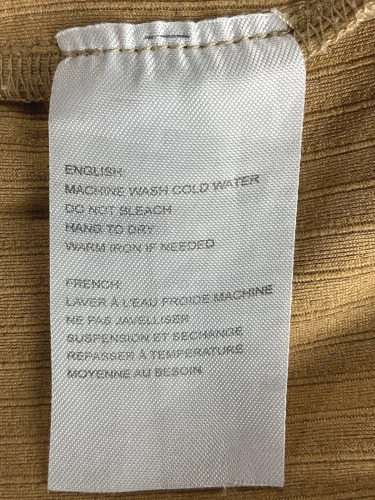 ENGLISH:
MACHINE WASH COLD WATER
DO NOT BLEACH
HANG TO DRY
WARM IRON IF NEEDED
FRENCH:
LAVER À L'EAU FROIDE MACHINE
NE PAS JAVELLISER
SUSPENSION ET SECHANGE
REPASSER À TEMPÉRATURE
MOYENNE AU BESOIN